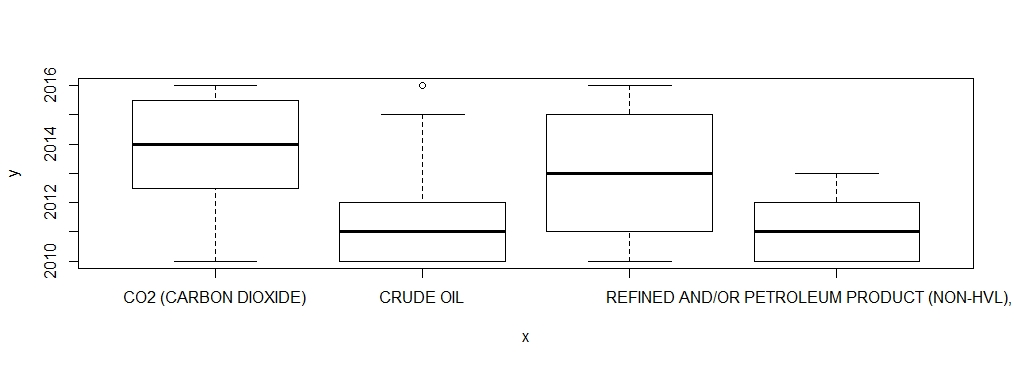 2016
2014
2012
2010
y
CO2 (CARBON DIOXIDE)
CRUDE OIL
REFINED AND/OR PETROLEUM PRODUCT (NON-HVL),
x